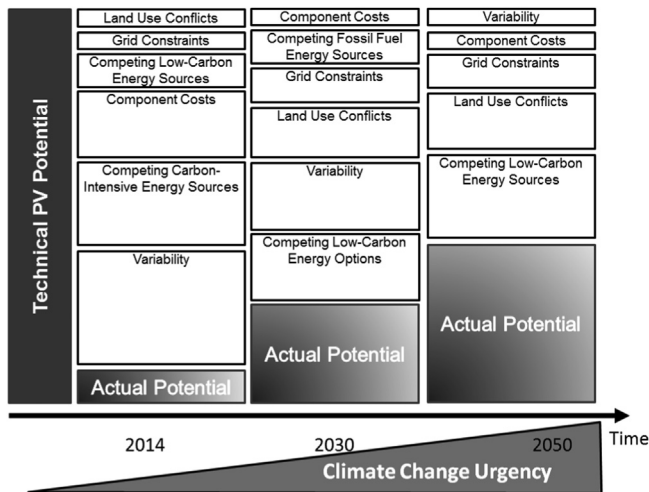 Technical PV Potential
Land Use Conflicts
Grid Constraints
Competing Low-Carbon
Energy Sources
Component Costs
Competing Carbon-
Intensive Energy Sources
Variability
Actual Potential
Component Costs
Competing Fossil Fuel
Energy Sources
Grid Constraints
Land Use Conflicts
Variability
Competing Low-Carbon
Energy Options
Actual Potential
Variability
Component Costs
Grid Constraints
Land Use Conflicts
Competing Low-Carbon
Energy Sources
Actual Potential
2014
2030
2050
Time
Climate Change Urgency